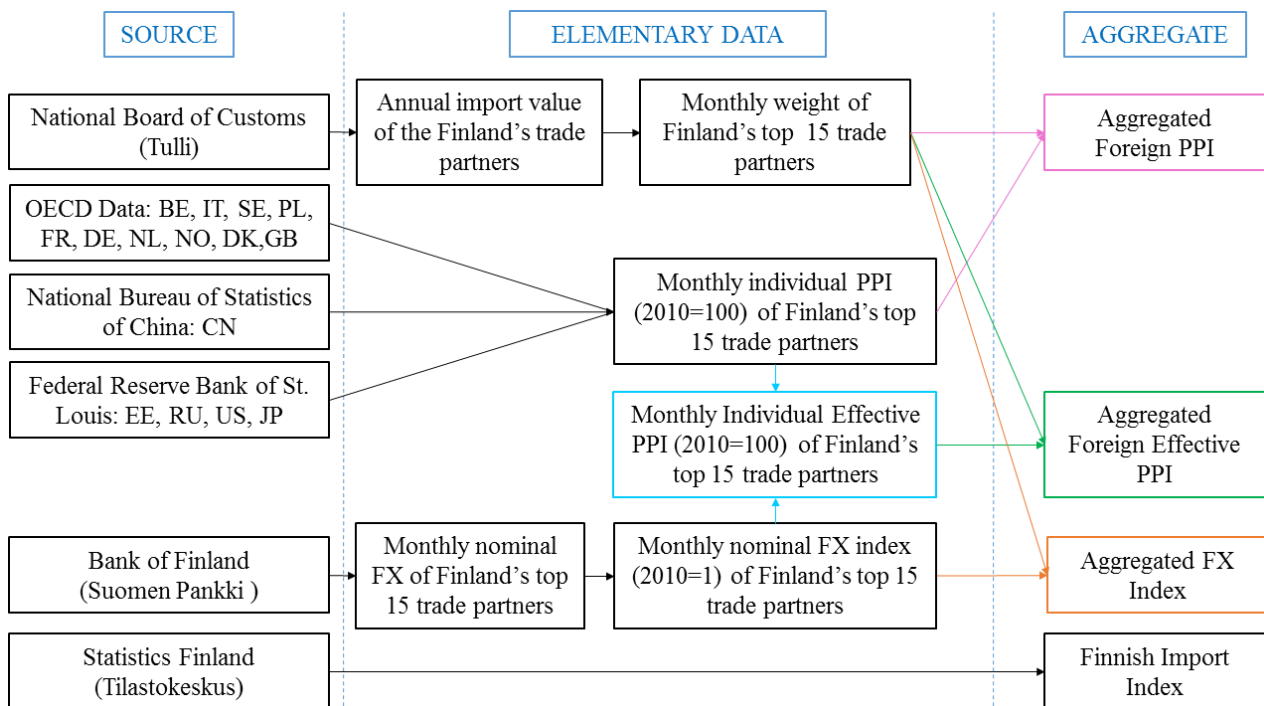 SOURCE
ELEMENTARY DATA
AGGREGATE
National Board of Customs
(Tulli)
Annual import value
of the Finland's trade
partners
Monthly weight of
Finland's top 15 trade
partners
Aggregated
Foreign PPI
OECD Data: BE, IT, SE, PL,
FR, DE, NL, NO, DK,GB
National Bureau of Statistics
of China: CN
Federal Reserve Bank of St.
Louis: EE, RU, US, JP
Monthly individual PPI
(2010=100) of Finland's top
15 trade partners
Monthly Individual Effective
PPI (2010=100) of Finland's
top 15 trade partners
Aggregated
Foreign Effective
PPI
Bank of Finland
(Suomen Pankki )
Monthly nominal
FX of Finland's top
15 trade partners
Monthly nominal FX index
(2010=1) of Finland's top 15
trade partners
Aggregated FX
Index
Statistics Finland
(Tilastokeskus)
Finnish Import
Index